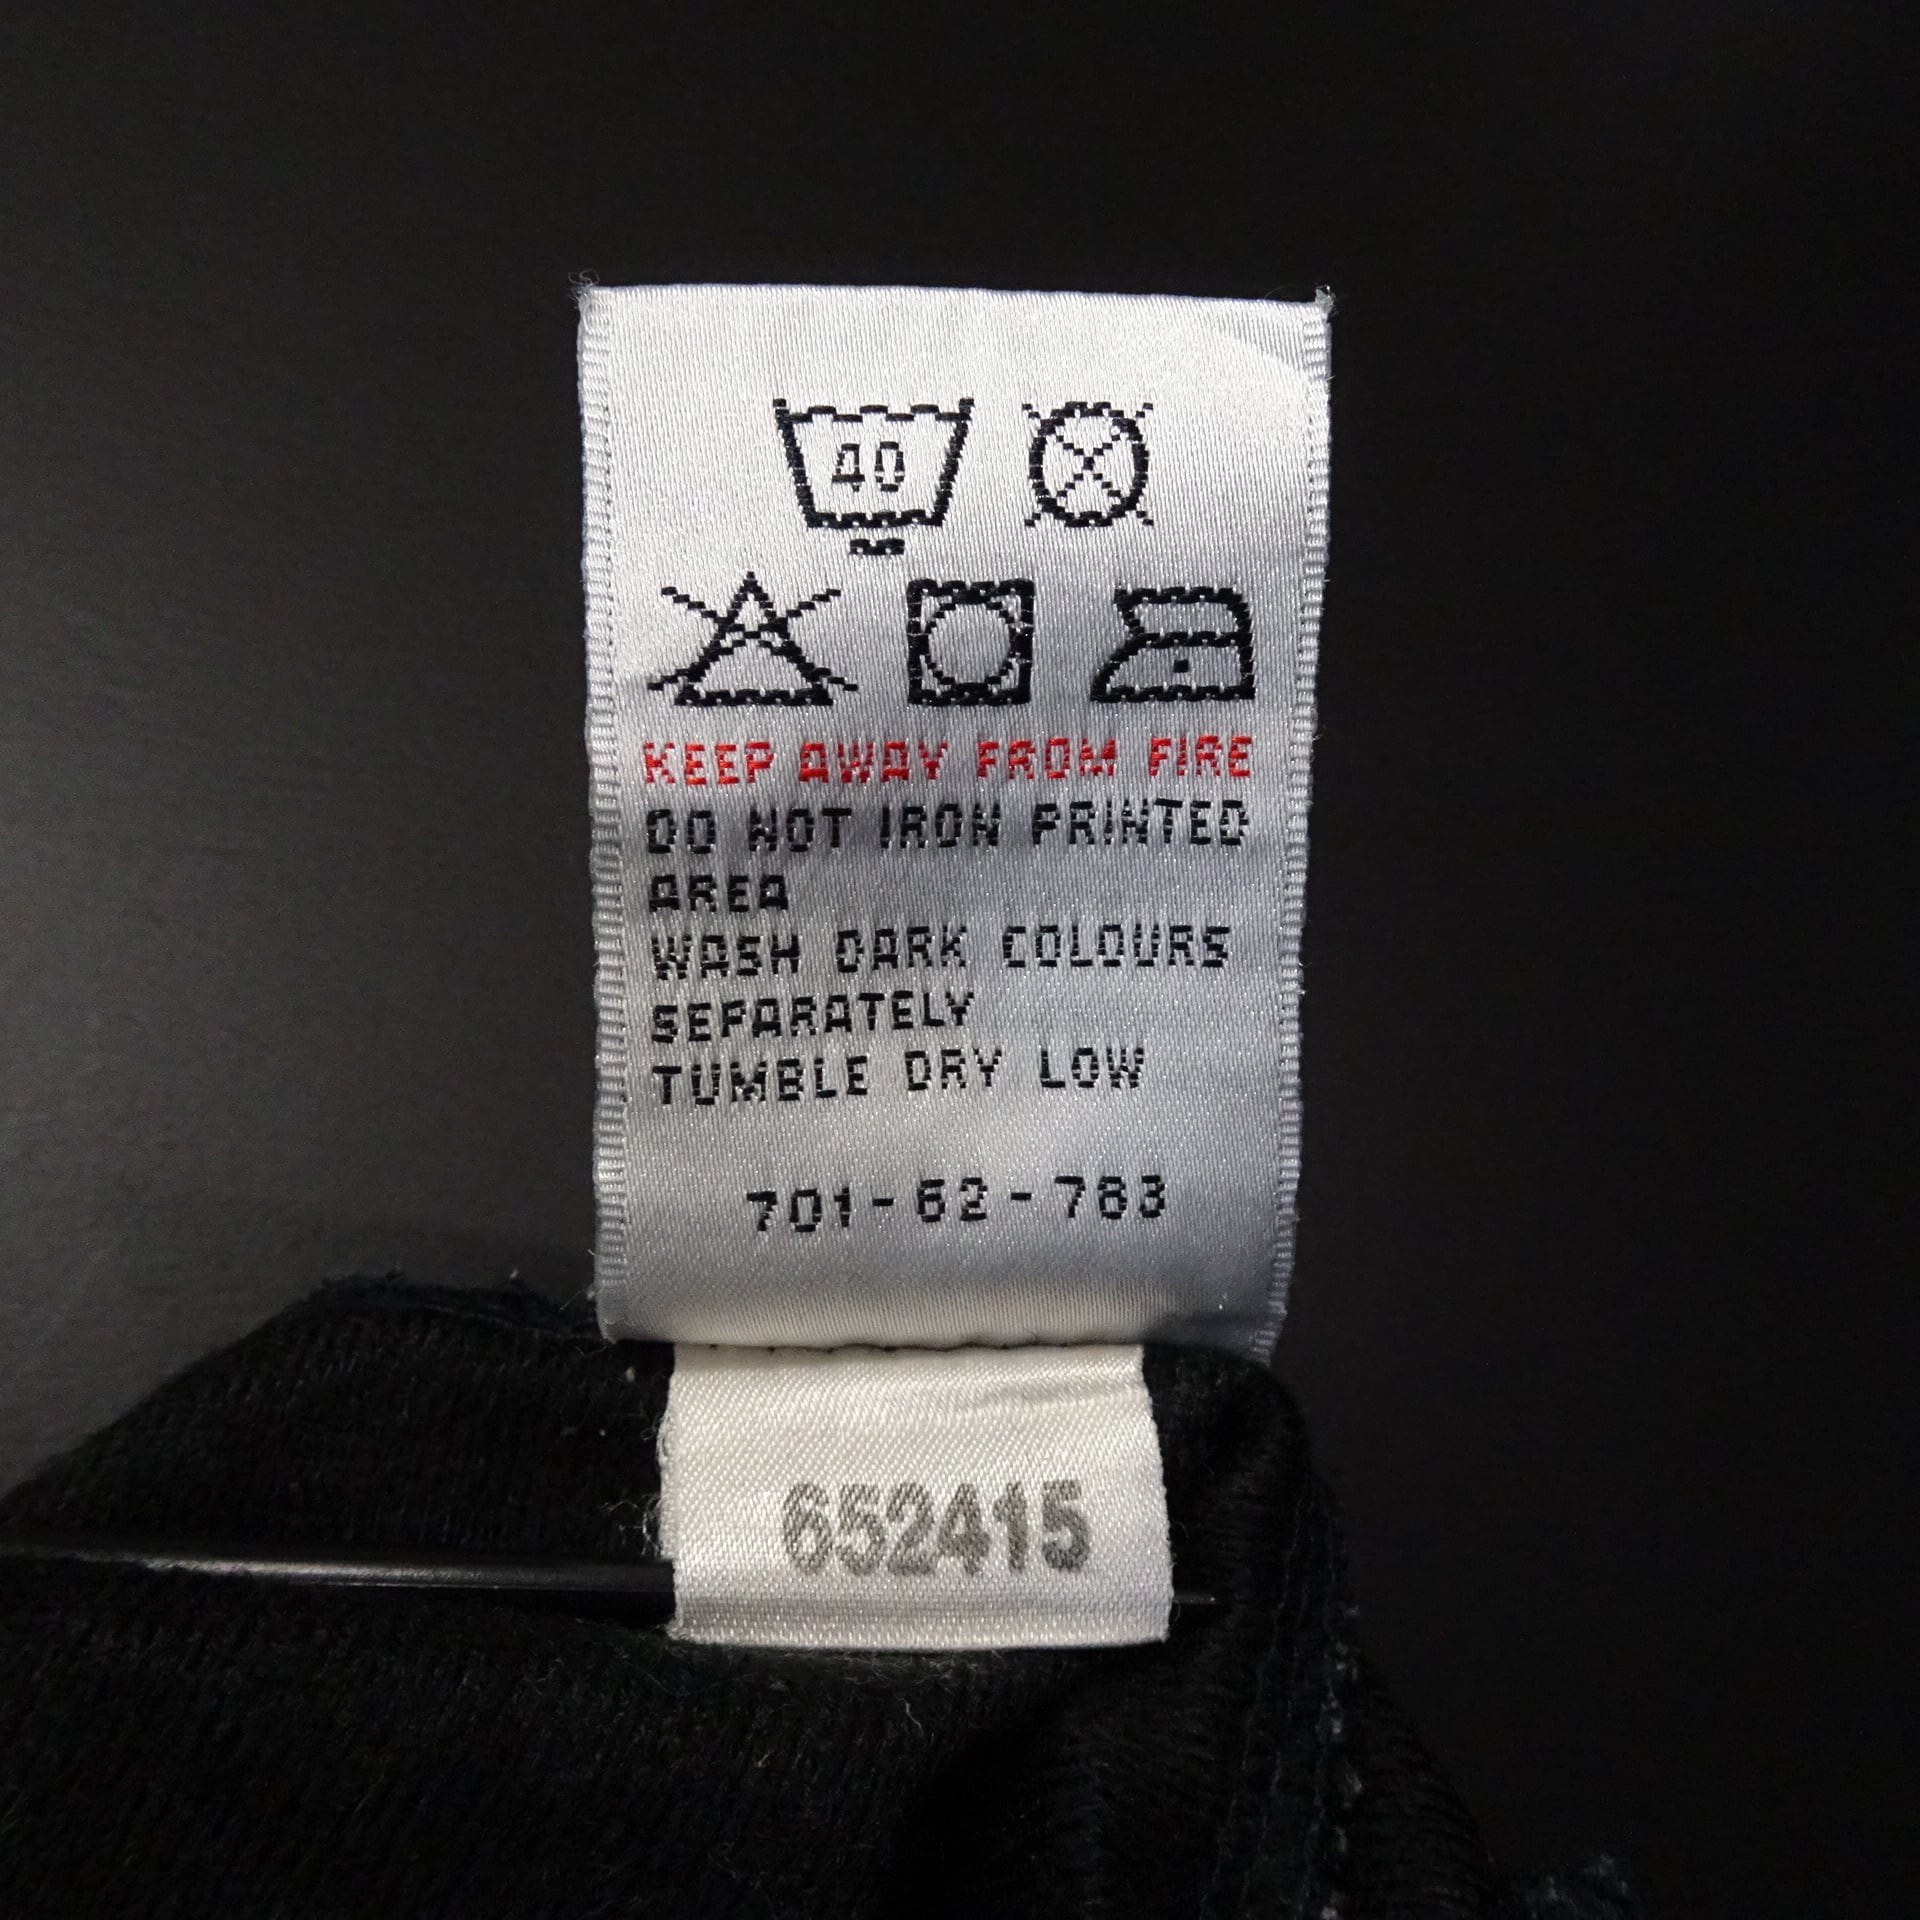 40
KEEP AWAY FROM FIRE
DO NOT IRON PRINTED
AREA
WASH DARK COLOURS
SEPARATELY
TUMBLE DRY LOW
701-62-763
652415